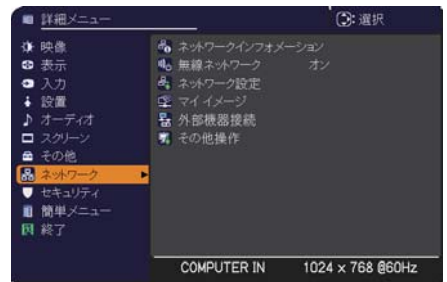 詳細メニュー
:選択
映像
表示
入力
設置
オーディオ
スクリーン
その他
ネットワーク
セキュリティ
簡単メニュー
終了
ネットワークインフォメーション
無線ネットワーク オン
ネットワーク設定
マイ イメージ
外部機器接続
その他操作
COMPUTER IN 1024 x 768 @60Hz